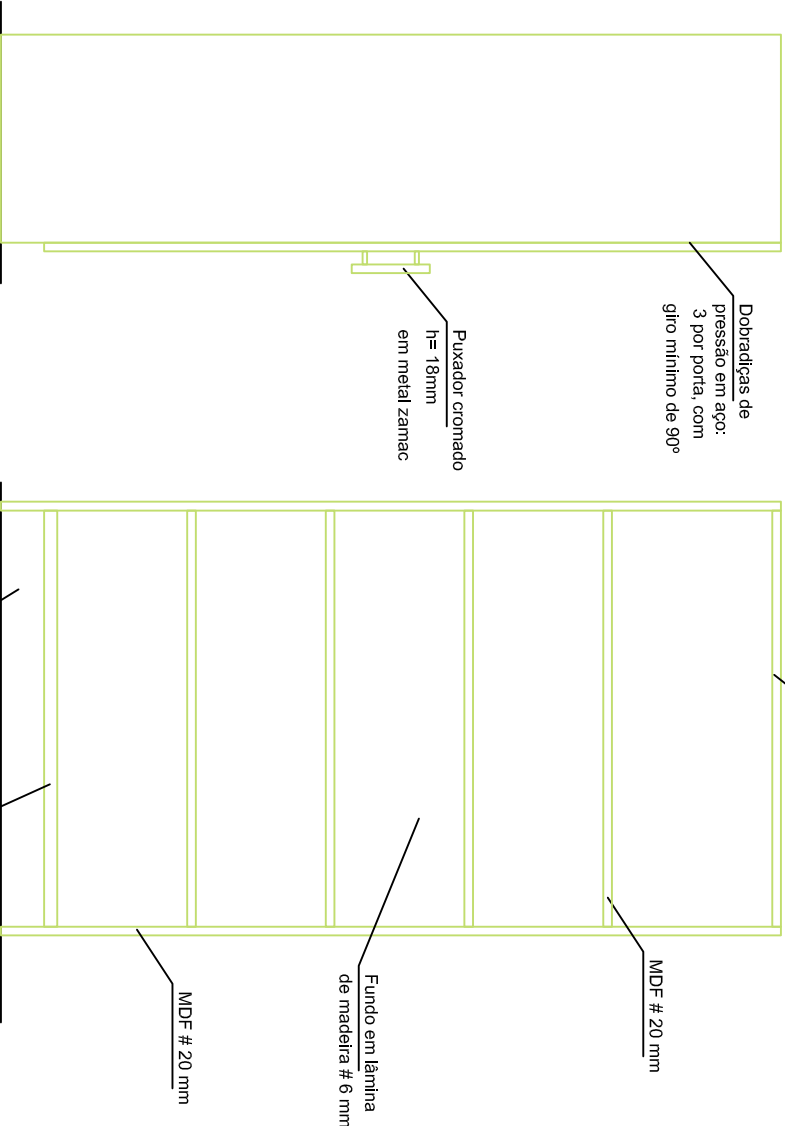 Dobradiças de
pressão em aço:
3 por porta, com
giro mínimo de 90º
Puxador cromado
h= 18mm
em metal zamac
MDF # 20 mm
Fundo em lâmina
de madeira # 6 mm
MDF # 20 mm